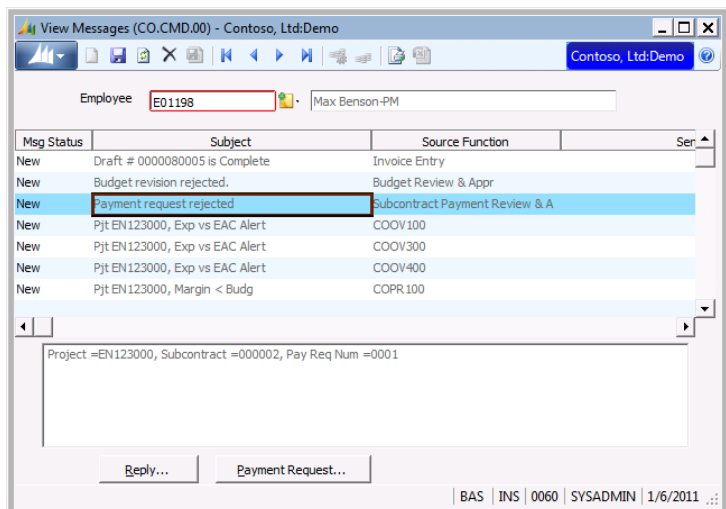 View Messages (CO.CMD.00) - Contoso, Ltd:Demo
Contoso, Ltd:Demo
Employee E01198 Max Benson-PM
Msg Status Subject Source Function Sen
New Draft # 0000080005 is Complete Invoice Entry
New Budget revision rejected. Budget Review & Appr
New Payment request rejected Subcontract Payment Review & A
New Pjt EN123000, Exp vs EAC Alert COOV100
New Pjt EN123000, Exp vs EAC Alert COOV300
New Pjt EN123000, Exp vs EAC Alert COOV400
New Pjt EN123000, Margin < Budg COPR100
Project =EN123000, Subcontract =000002, Pay Req Num =0001
Reply... Payment Request...
BAS INS 0060 SYSADMIN 1/6/2011